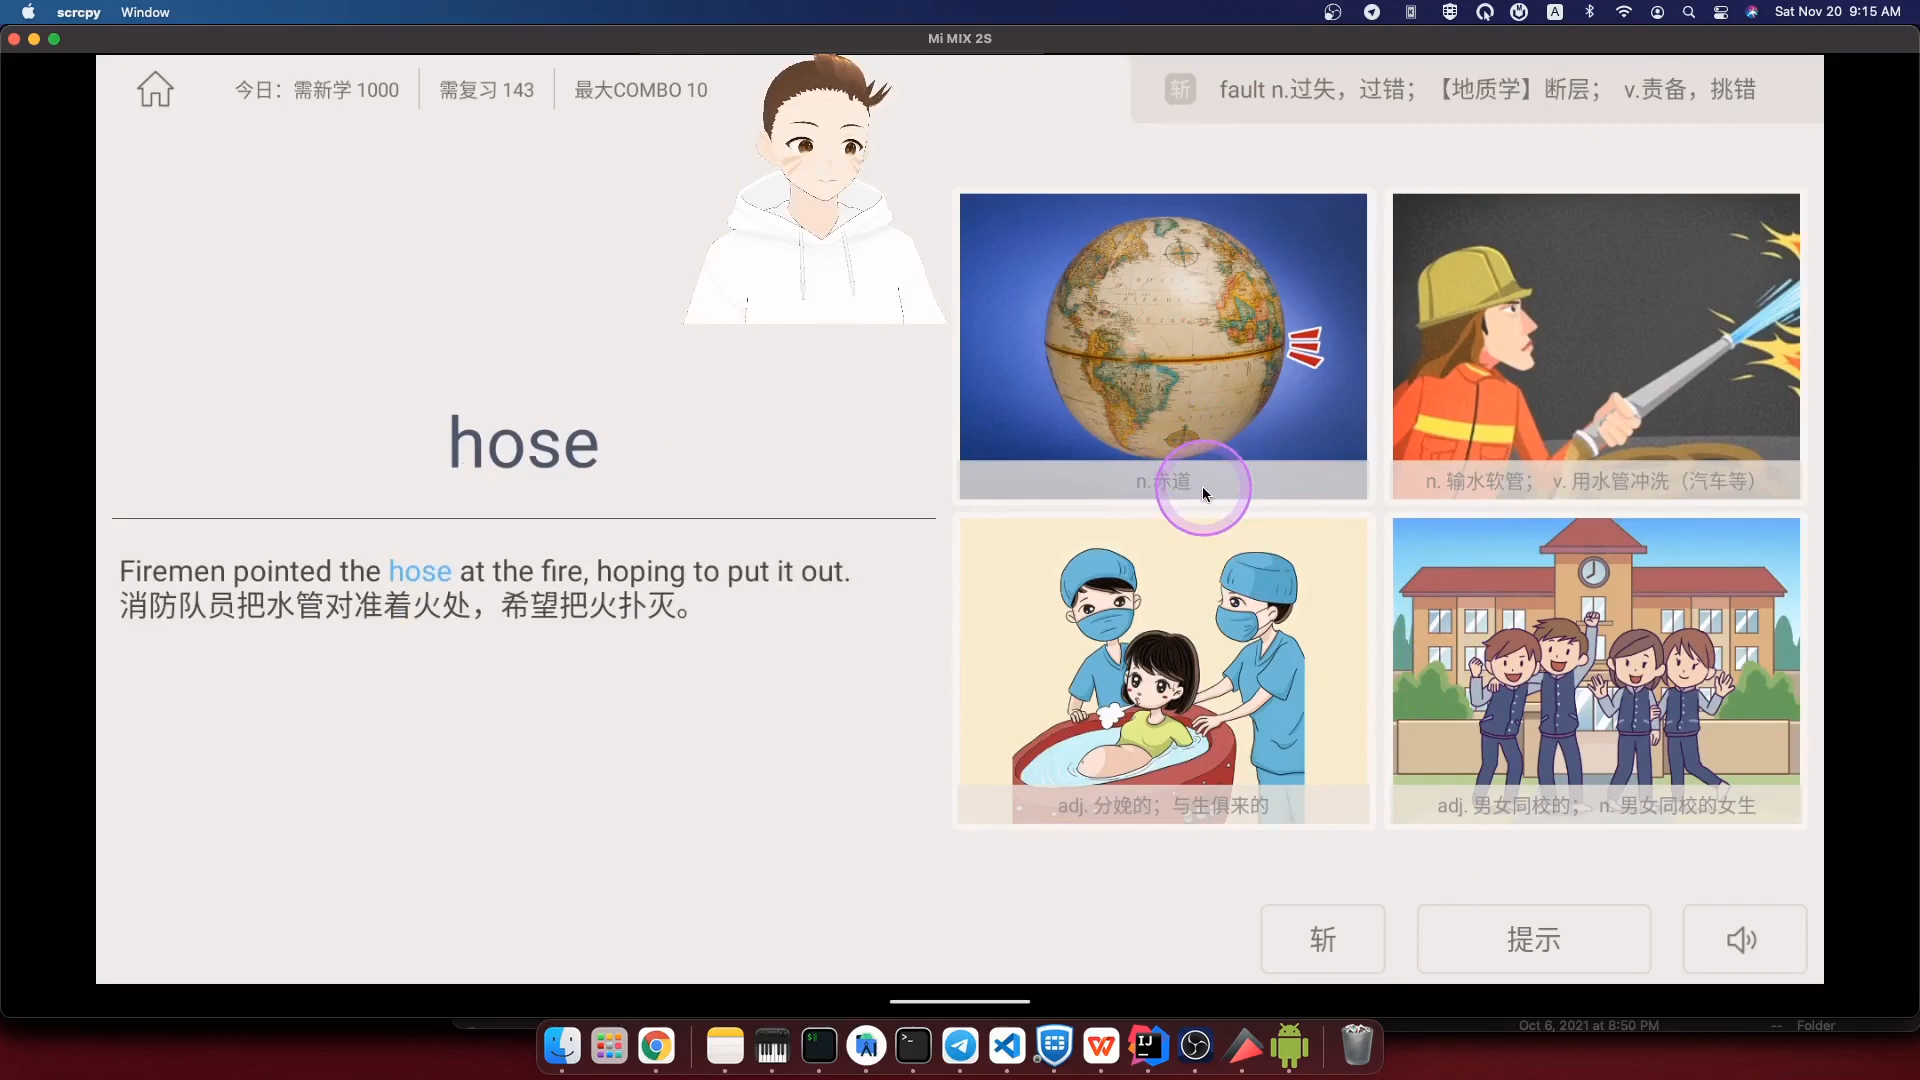 scrcpy Window
A
Sat Nov 20 9:15 AM
Mi MIX 2S
今日：需新学 1000
需复习 143
最大COMBO 10
斩
fault n.过失，过错；【地质学】断层； v.责备，挑错
hose
Firemen pointed the hose at the fire, hoping to put it out.
消防队员把水管对准着火处，希望把火扑灭。
n.赤道
n. 输水软管； v. 用水管冲洗（汽车等）
adj. 分娩的；与生俱来的
adj. 男女同校的； n. 男女同校的女生
斩
提示
Oct 6, 2021 at 8:50 PM
-- Folder
IJ